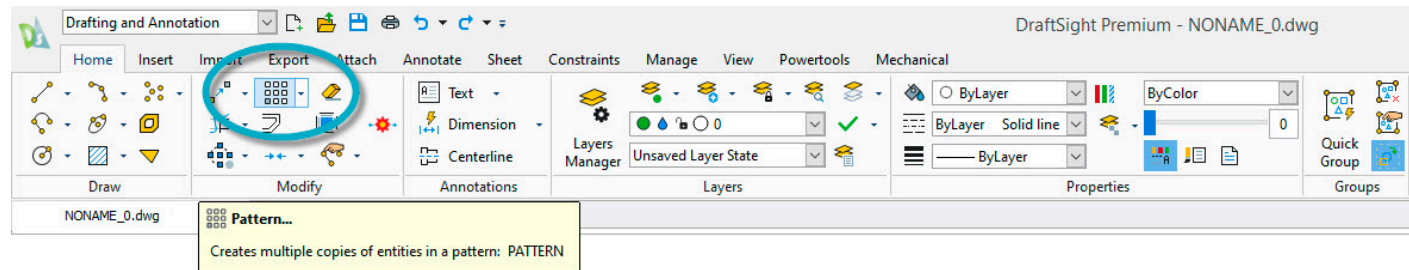 Drafting and Annotation
DraftSight Premium - NONAME_0.dwg
Home Insert Import Export Attach Annotate Sheet Constraints Manage View Powertools Mechanical
Text
ByLayer
ByColor
Dimension
0
ByLayer Solid line
0
Centerline
Layers Manager
Unsaved Layer State
ByLayer
A
Quick Group
Draw Modify Annotations Layers Properties Groups
NONAME_0.dwg
Pattern...
Creates multiple copies of entities in a pattern: PATTERN